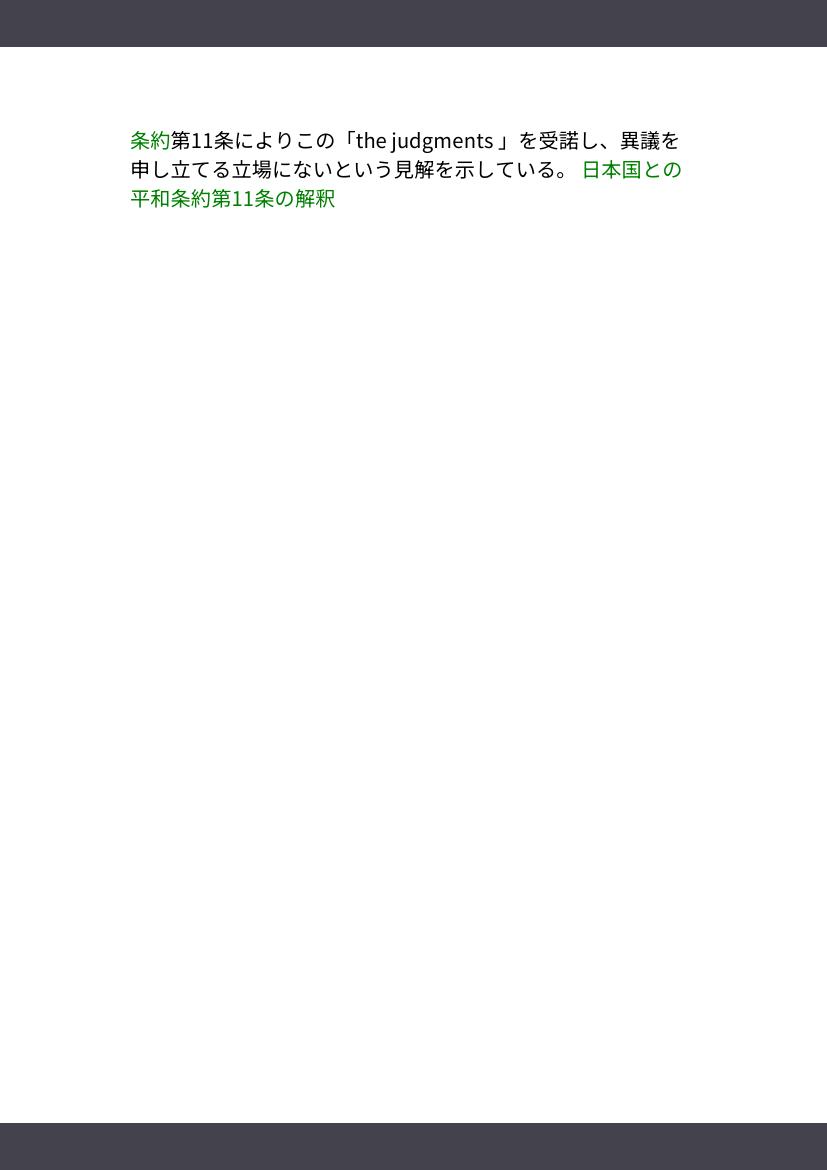 条約第11条によりこの「the judgments 」を受諾し、異議を
申し立てる立場にないという見解を示している。 日本国との
平和条約第11条の解釈